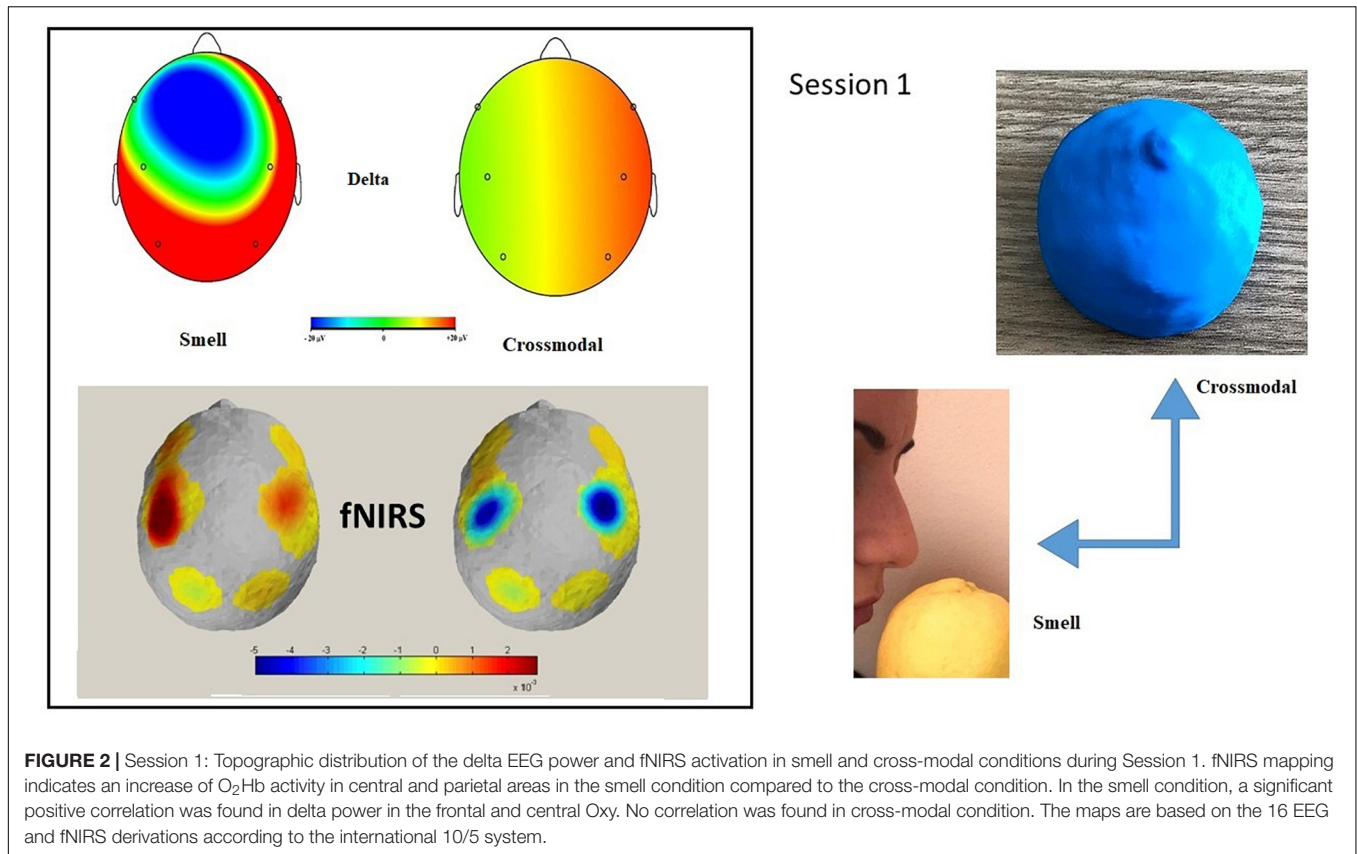 Session 1
Delta
Smell
Crossmodal
- 20 µV 0 +20 µV
fNIRS
-5 -4 -3 -2 -1 0 1 2
x 10-3
Crossmodal
Smell
FIGURE 2 | Session 1: Topographic distribution of the delta EEG power and fNIRS activation in smell and cross-modal conditions during Session 1. fNIRS mapping
indicates an increase of O2Hb activity in central and parietal areas in the smell condition compared to the cross-modal condition. In the smell condition, a significant
positive correlation was found in delta power in the frontal and central Oxy. No correlation was found in cross-modal condition. The maps are based on the 16 EEG
and fNIRS derivations according to the international 10/5 system.